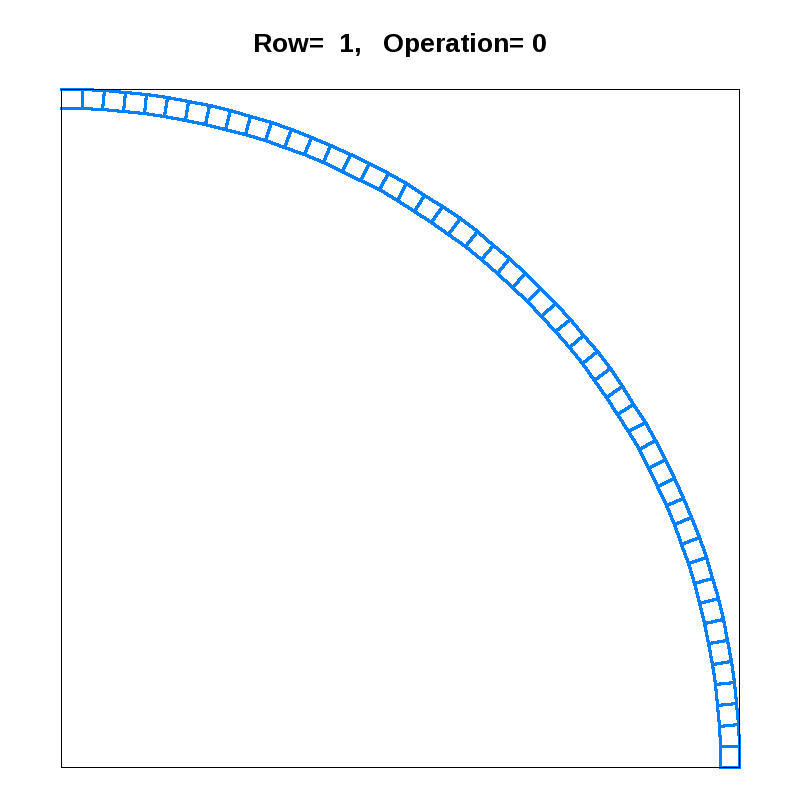 Row=  1,   Operation= 0